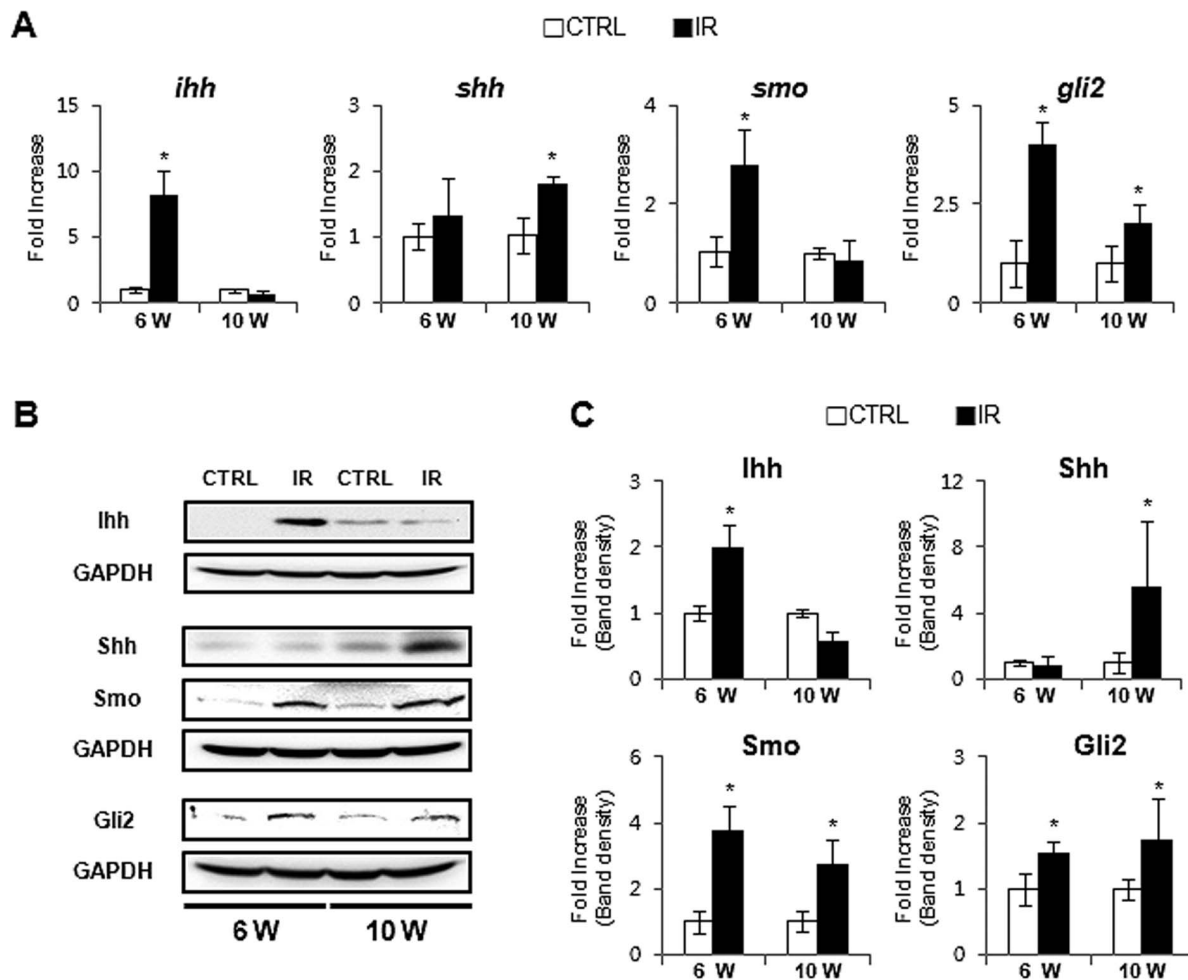 A
CTRL IR
ihh shh smo gli2
Fold Increase
15
10
5
0
6 W 10 W
*
Fold Increase
3
2
1
0
6 W 10 W
*
Fold Increase
4
2
0
6 W 10 W
*
Fold Increase
5
2.5
0
6 W 10 W
* *
B
CTRL IR CTRL IR
Ihh
GAPDH
Shh
Smo
GAPDH
Gli2
GAPDH
6 W 10 W
C
CTRL IR
Ihh
Fold Increase
(Band density)
3
2
1
0
6 W 10 W
*
Shh
Fold Increase
(Band density)
12
8
4
0
6 W 10 W
*
Smo
Fold Increase
(Band density)
6
4
2
0
6 W 10 W
* *
Gli2
Fold Increase
(Band density)
3
2
1
0
6 W 10 W
* *